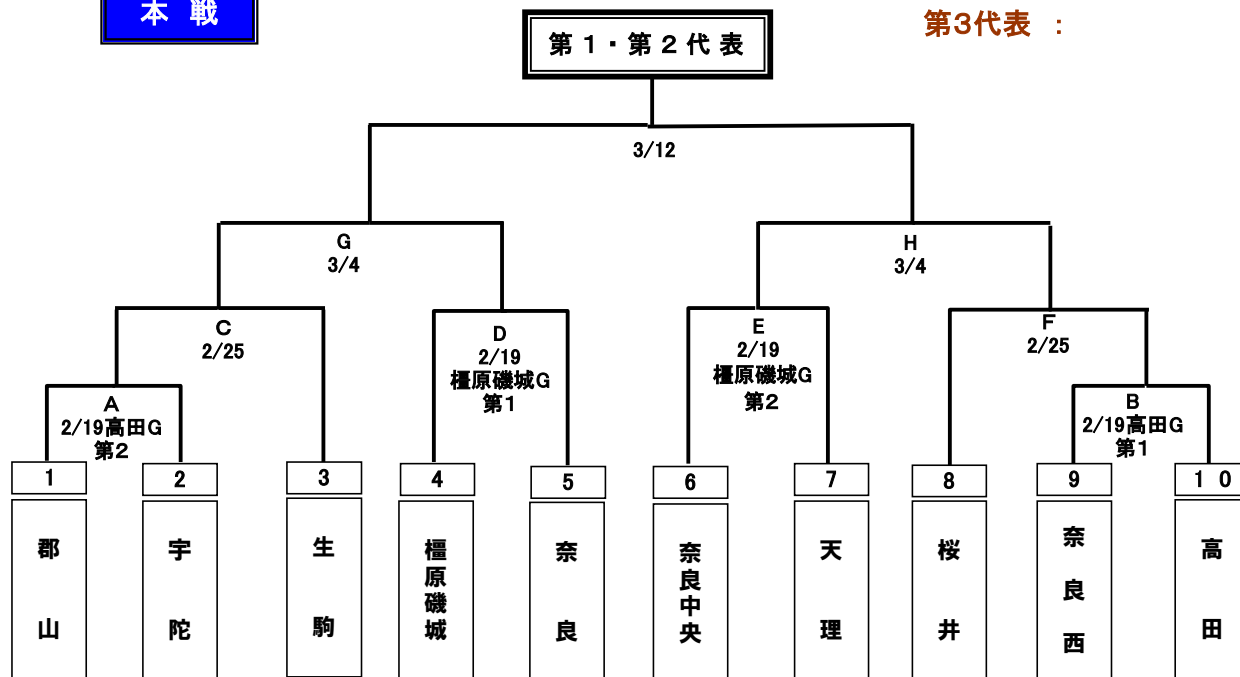 本 戦
第3代表 :
第1・第2代表
3/12
G
3/4
H
3/4
C
2/25
D
2/19
橿原磯城G
第1
E
2/19
橿原磯城G
第2
F
2/25
A
2/19高田G
第2
B
2/19高田G
第1
1
2
3
4
5
6
7
8
9
10
郡山
宇陀
生駒
橿原磯城
奈良
奈良中央
天理
桜井
奈良西
高田